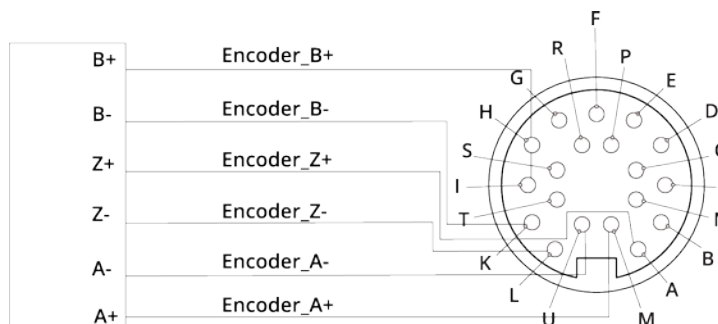 F
R P
B+ Encoder_B+
G E
B- Encoder_B-
H D
Z+ Encoder_Z+
S
I
Z- Encoder_Z-
T
K B
A- Encoder_A-
L A
A+ Encoder_A+
U M